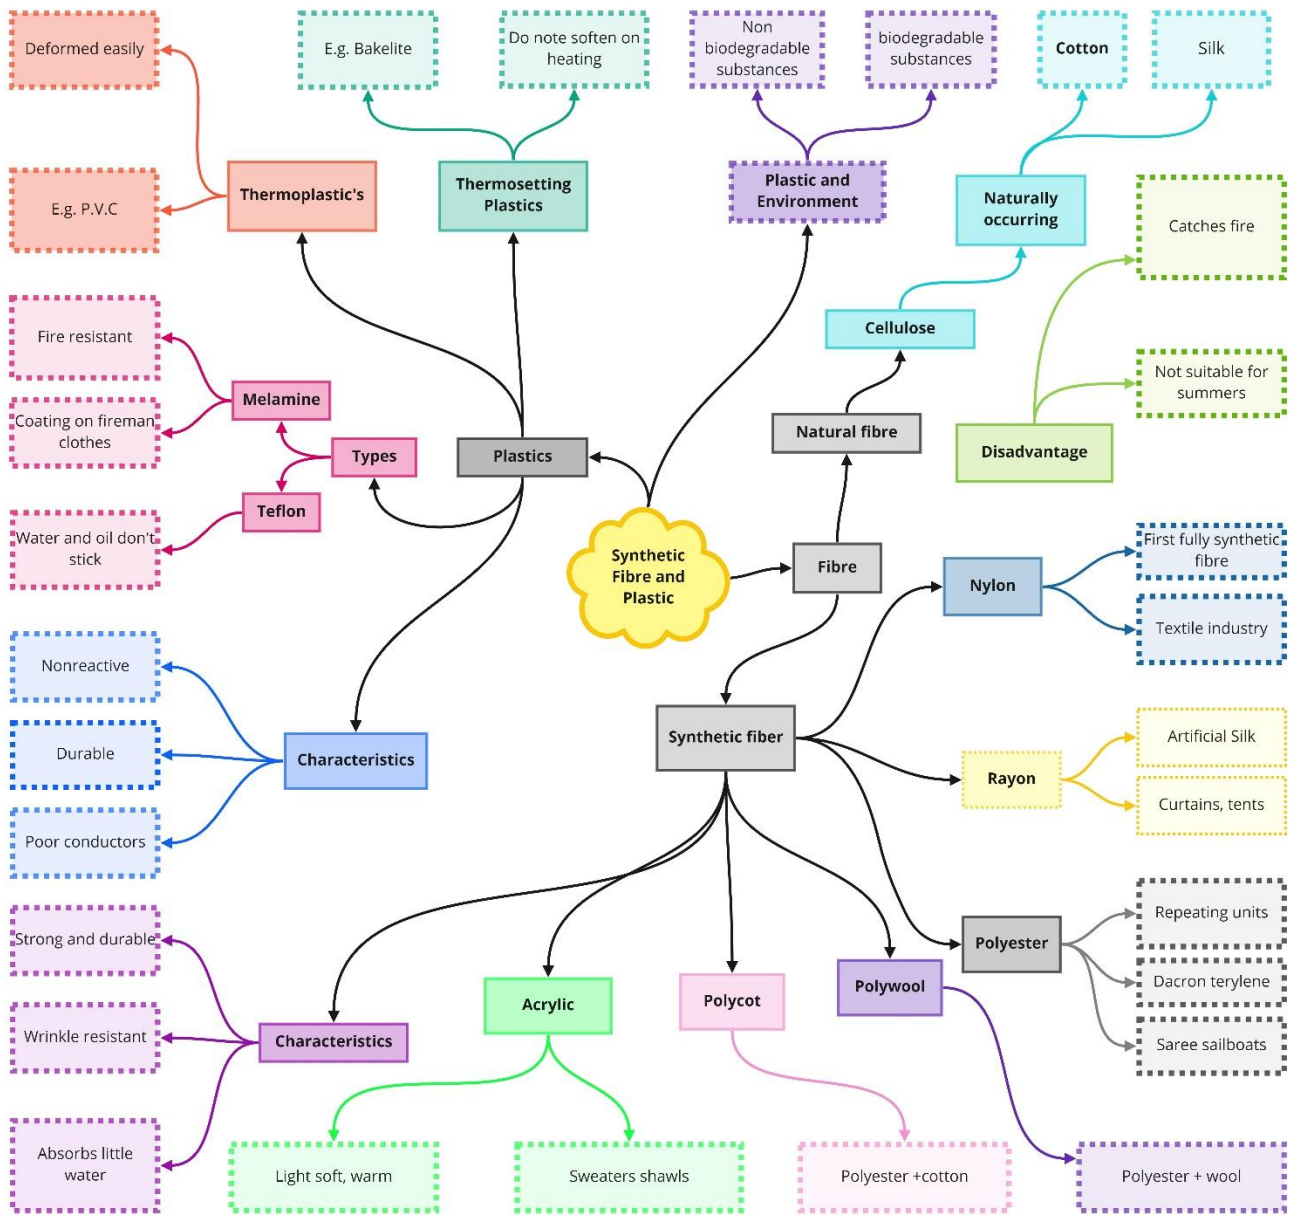 Deformed easily
E.g. Bakelite
Do note soften on
heating
Non
biodegradable
substances
biodegradable
substances
Cotton
Silk
E.g. P.V.C
Thermoplastic's
Thermosetting
Plastics
Plastic and
Environment
Naturally
occurring
Catches fire
Fire resistant
Cellulose
Not suitable for
summers
Melamine
Coating on fireman
clothes
Types
Plastics
Natural fibre
Disadvantage
Teflon
Water and oil don't
stick
Synthetic
Fibre and
Plastic
Fibre
Nylon
First fully synthetic
fibre
Textile industry
Nonreactive
Durable
Poor conductors
Characteristics
Synthetic fiber
Rayon
Artificial Silk
Curtains, tents
Strong and durable
Wrinkle resistant
Absorbs little
water
Characteristics
Acrylic
Polycot
Polywool
Polyester
Repeating units
Dacron terylene
Saree sailboats
Light soft, warm
Sweaters shawls
Polyester +cotton
Polyester + wool